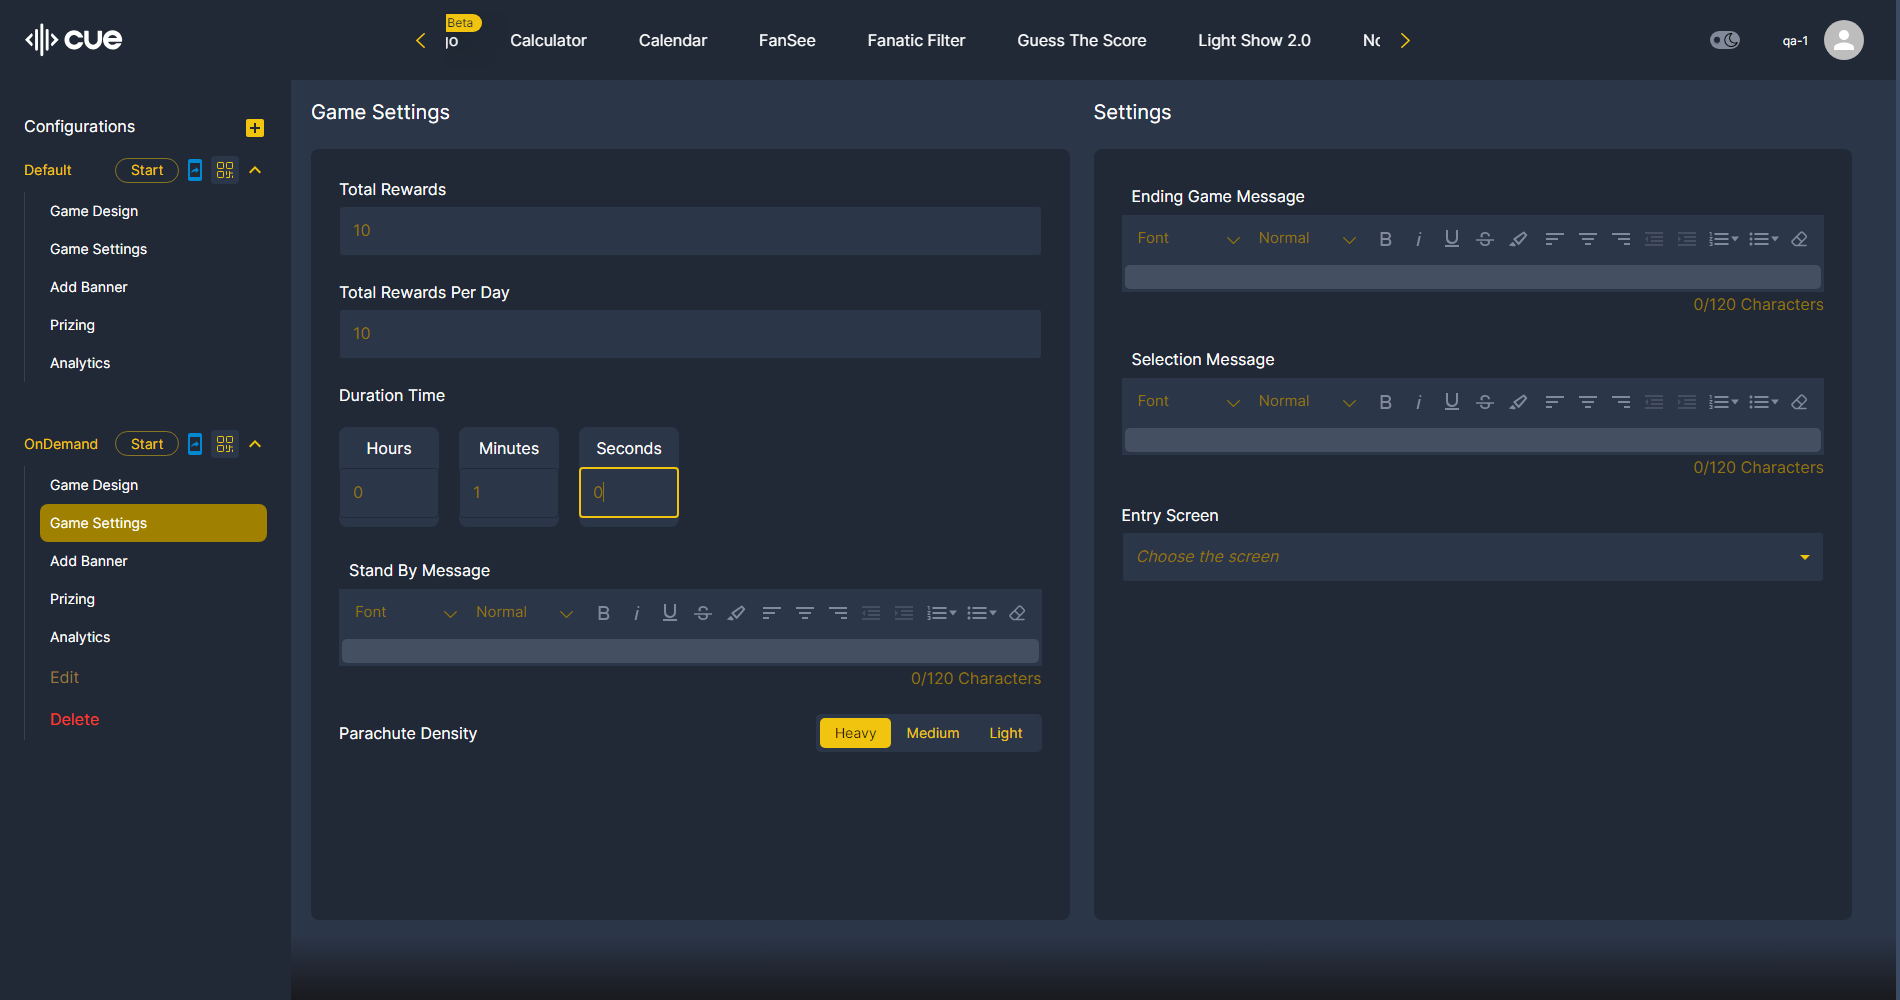 cue
Beta
jo
Calculator
Calendar
FanSee
Fanatic Filter
Guess The Score
Light Show 2.0
qa-1
Configurations
Default
Start
Game Design
Game Settings
Add Banner
Prizing
Analytics
OnDemand
Start
Game Design
Game Settings
Add Banner
Prizing
Analytics
Edit
Delete
Game Settings
Total Rewards
10
Total Rewards Per Day
10
Duration Time
Hours
Minutes
Seconds
0
1
0
Stand By Message
Font
Normal
0/120 Characters
Parachute Density
Heavy
Medium
Light
Settings
Ending Game Message
Font
Normal
0/120 Characters
Selection Message
Font
Normal
0/120 Characters
Entry Screen
Choose the screen